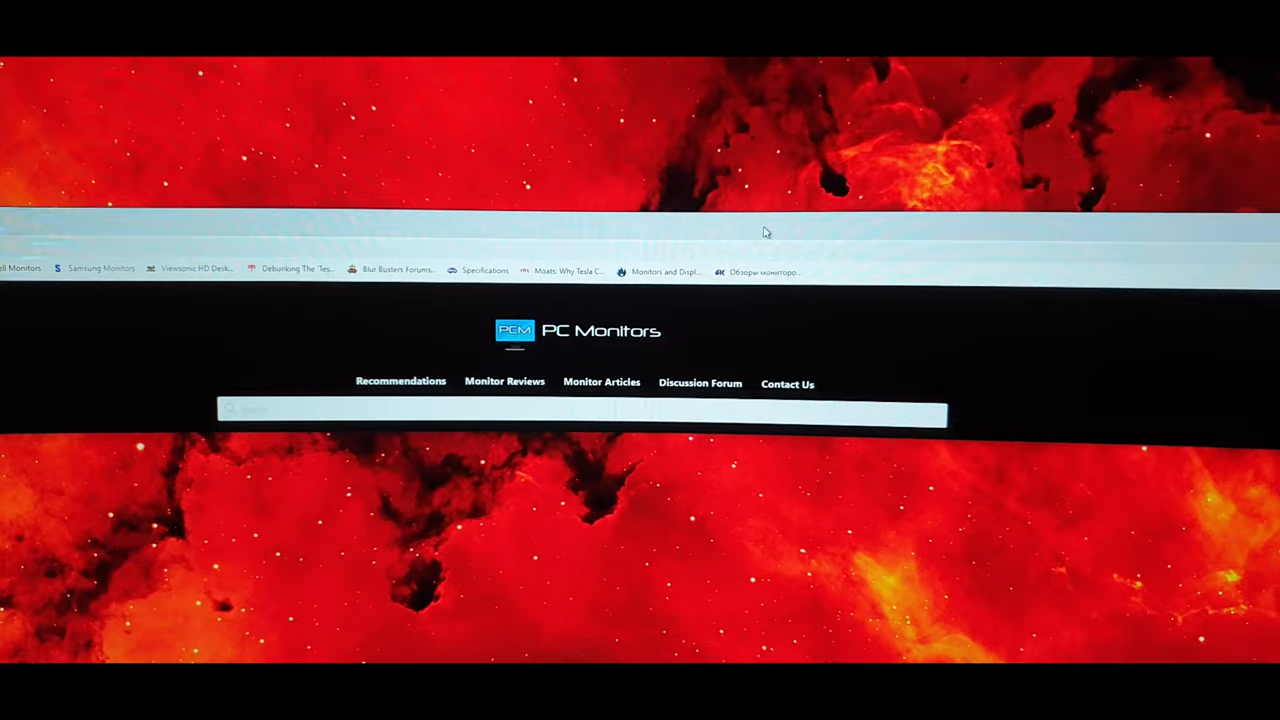 ell Monitors Samsung Monitors Viewsonic HD Desk... Debunking The 'Tes... Blur Busters Forums... Specifications Moats: Why Tesla C... Monitors and Displ... 4K Обзоры мониторо...
PCM PC Monitors
Recommendations Monitor Reviews Monitor Articles Discussion Forum Contact Us